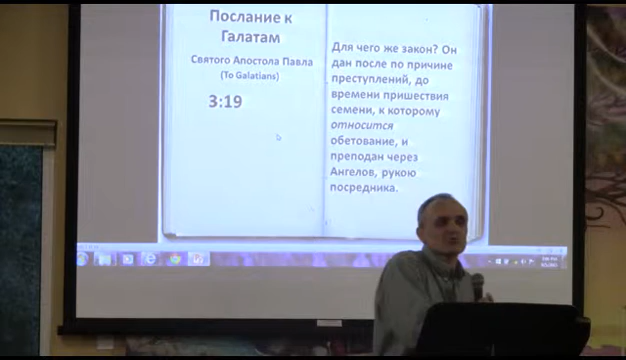 Послание к
Галатам
Святого Апостола Павла
(To Galatians)
3:19
Для чего же закон? Он
дан после по причине
преступлений, до
времени пришествия
семени, к которому
относится
обетование, и
преподан через
Ангелов, рукою
посредника.